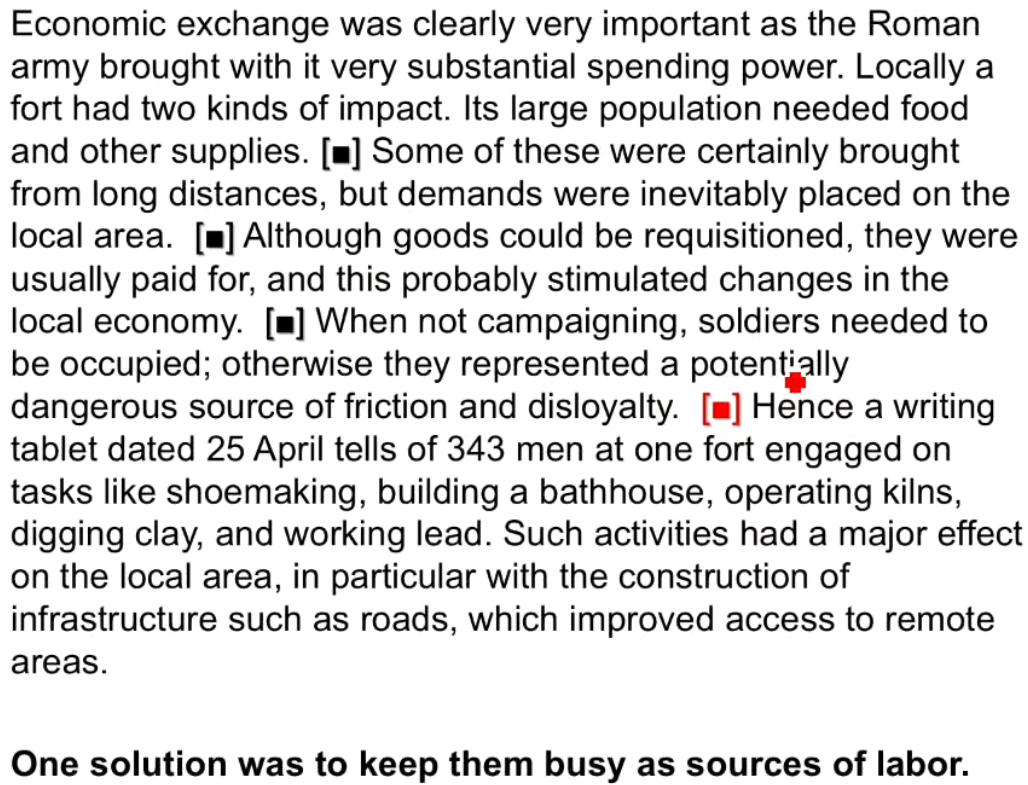 Economic exchange was clearly very important as the Roman
army brought with it very substantial spending power. Locally a
fort had two kinds of impact. Its large population needed food
and other supplies. [■] Some of these were certainly brought
from long distances, but demands were inevitably placed on the
local area. [■] Although goods could be requisitioned, they were
usually paid for, and this probably stimulated changes in the
local economy. [■] When not campaigning, soldiers needed to
be occupied; otherwise they represented a potentially
dangerous source of friction and disloyalty. [■] Hence a writing
tablet dated 25 April tells of 343 men at one fort engaged on
tasks like shoemaking, building a bathhouse, operating kilns,
digging clay, and working lead. Such activities had a major effect
on the local area, in particular with the construction of
infrastructure such as roads, which improved access to remote
areas.
One solution was to keep them busy as sources of labor.